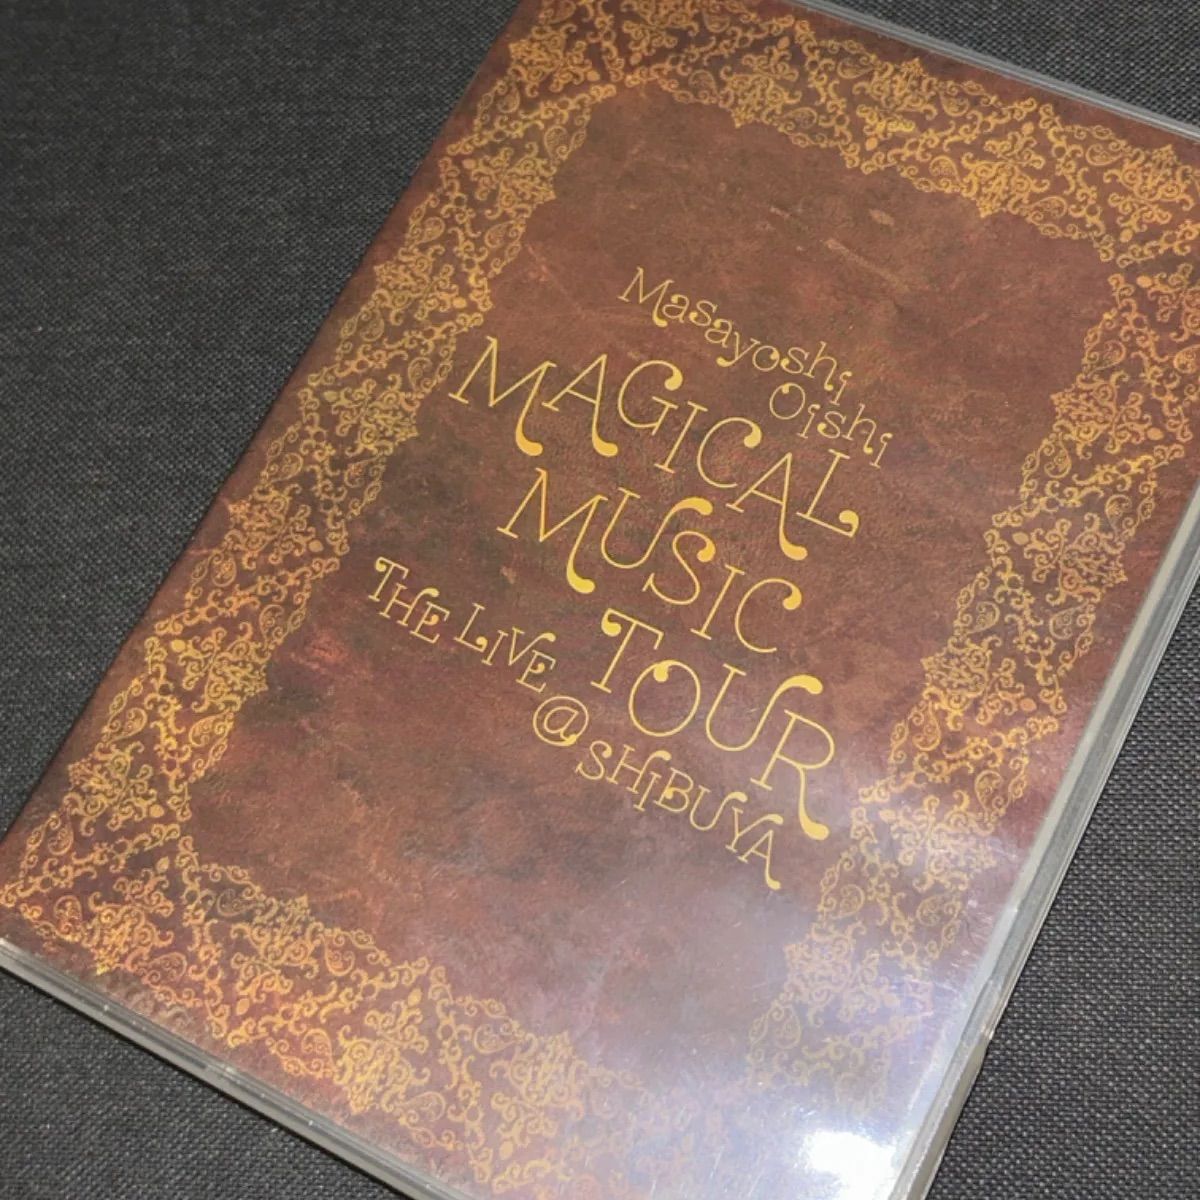 Masayoshi
Oishi
MAGICAL
MUSIC
TOUR
THE LIVE
@ SHIBUYA